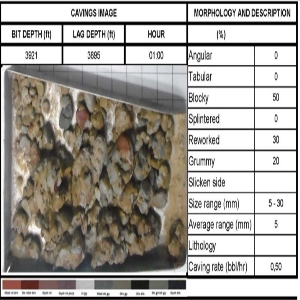 CAVINGS IMAGE
MORPHOLOGY AND DESCRIPTION
BIT DEPTH (ft)
LAG DEPTH (ft)
HOUR
(%)
3921
3895
01:00
Angular 0
Tabular 0
Blocky 50
Splintered 0
Reworked 30
Grummy 20
Slicken side
Size range (mm) 5 - 30
Average range (mm) 5
Lithology
Caving rate (bbl/hr) 0,50